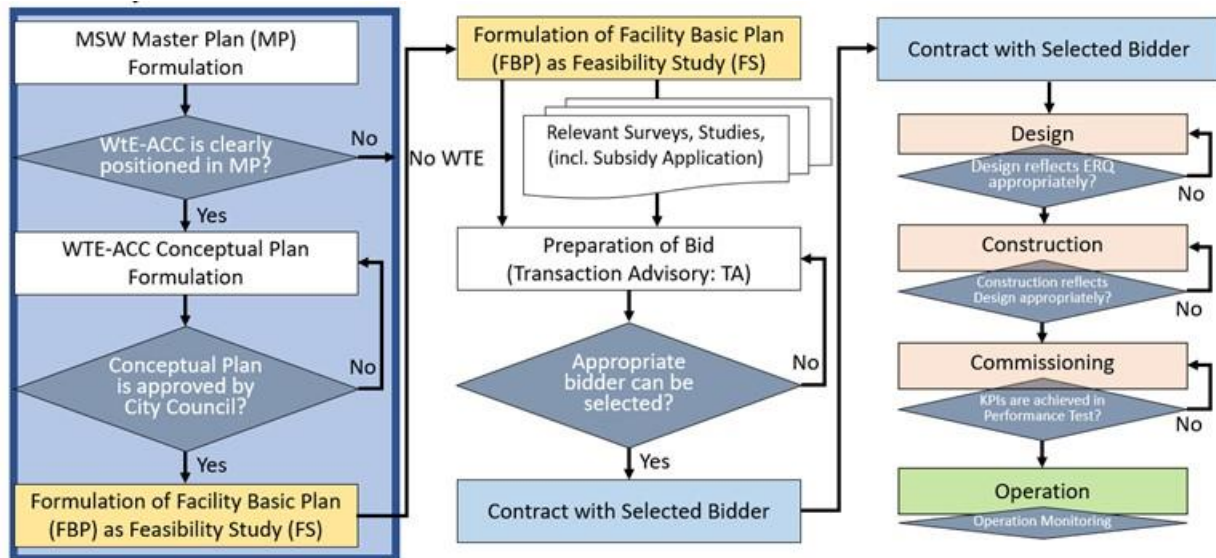 MSW Master Plan (MP)
Formulation
WtE-ACC is clearly
positioned in MP?
No
No WTE
Yes
WTE-ACC Conceptual Plan
Formulation
Conceptual Plan
is approved by
City Council?
No
Yes
Formulation of Facility Basic Plan
(FBP) as Feasibility Study (FS)
Formulation of Facility Basic Plan
(FBP) as Feasibility Study (FS)
Relevant Surveys, Studies,
(incl. Subsidy Application)
Preparation of Bid
(Transaction Advisory: TA)
Appropriate
bidder can be
selected?
No
Yes
Contract with Selected Bidder
Contract with Selected Bidder
Design
Design reflects ERQ
appropriately?
No
Construction
Construction reflects
Design appropriately?
No
Commissioning
KPIs are achieved in
Performance Test?
No
Operation
Operation Monitoring